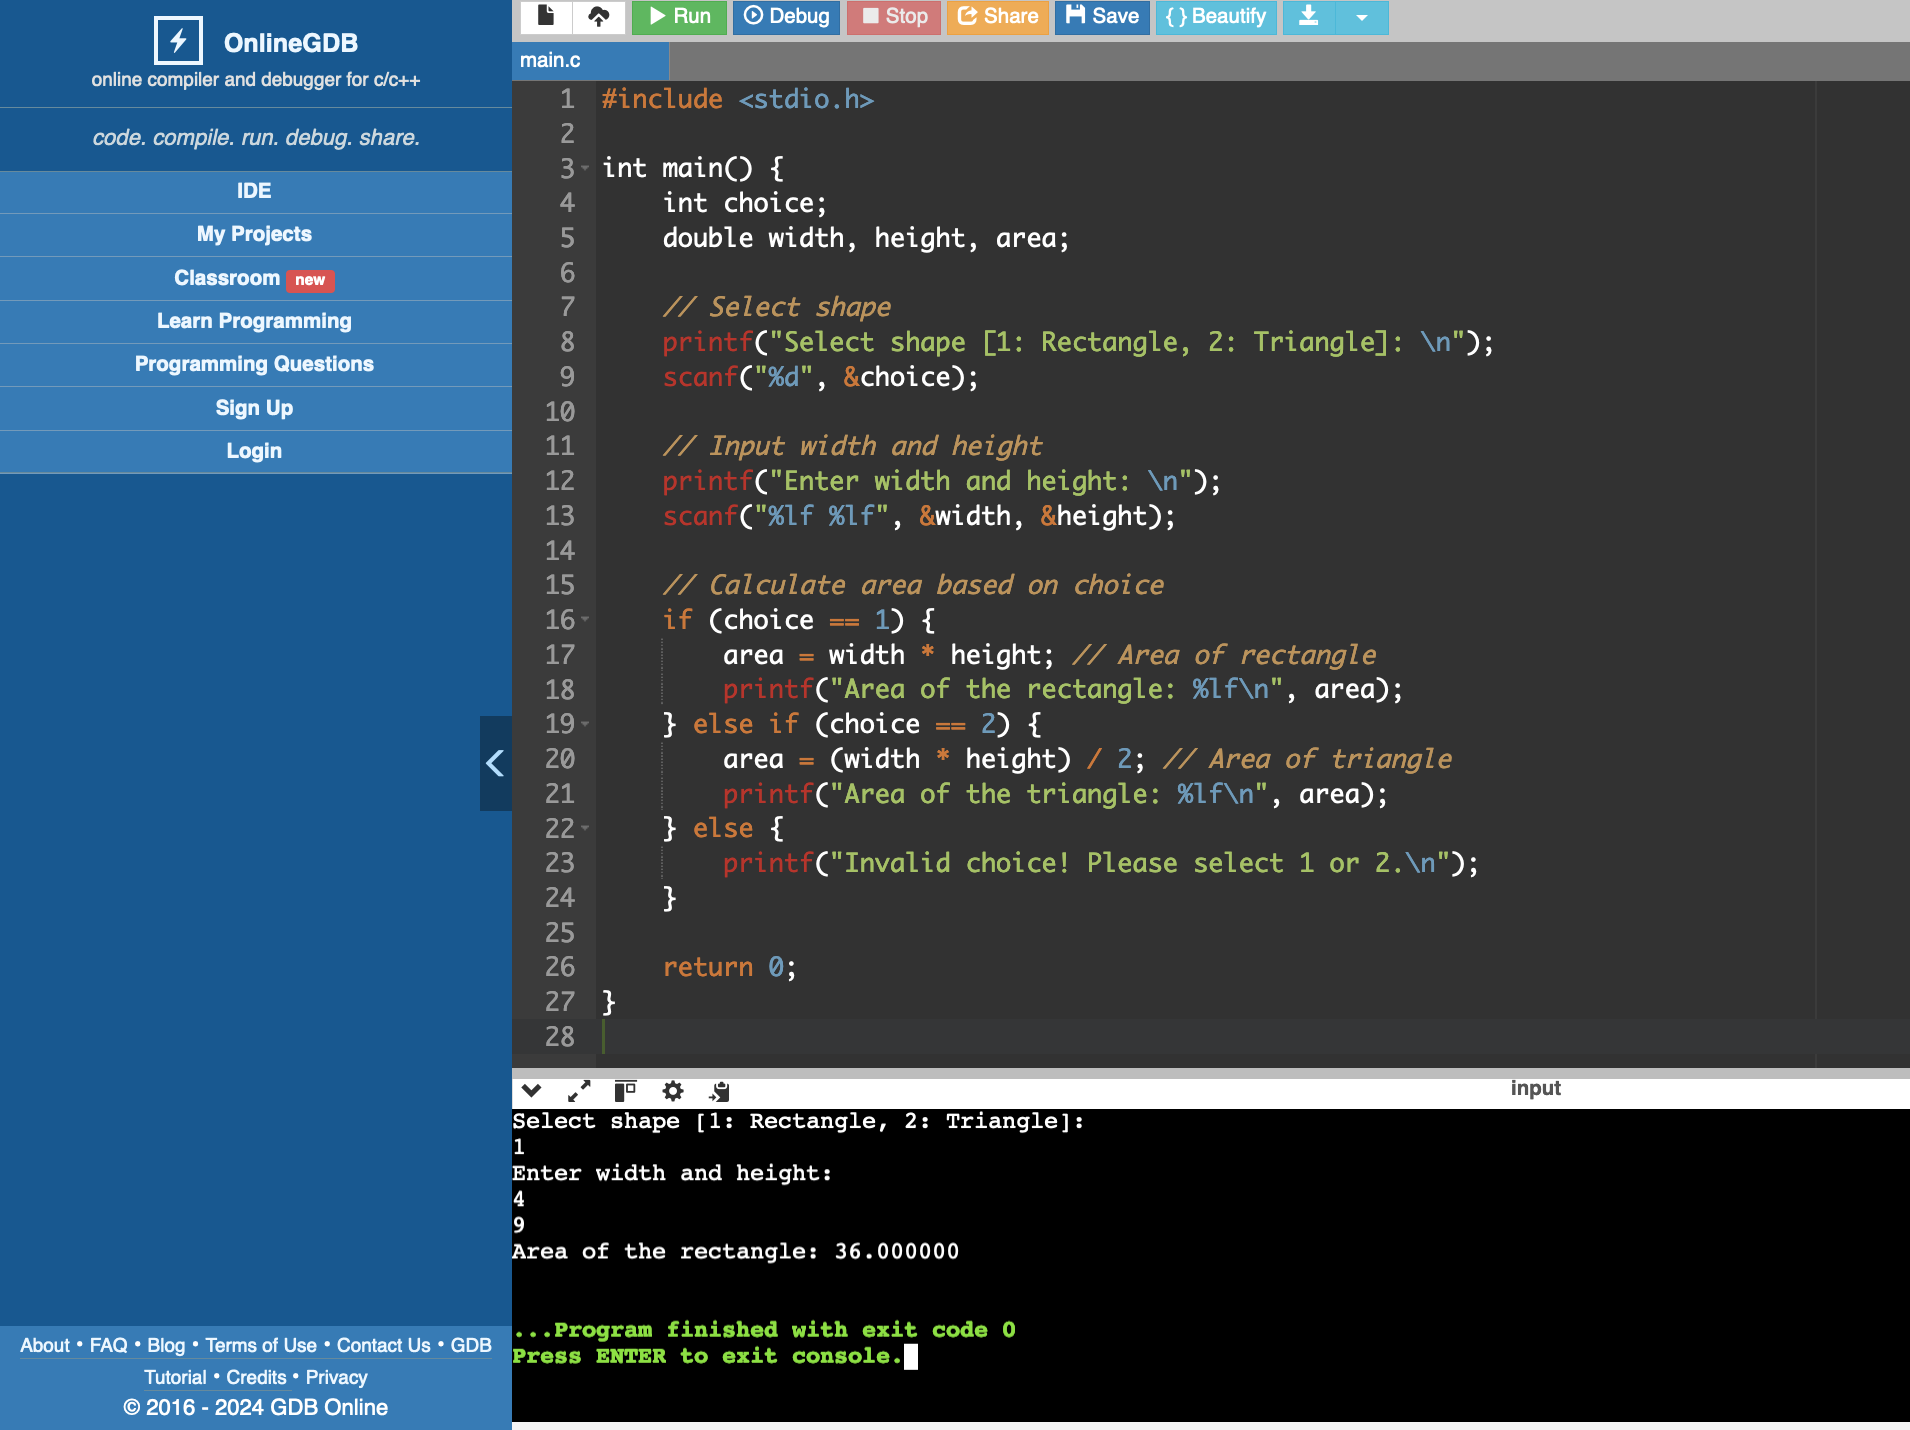 OnlineGDB
online compiler and debugger for c/c++
code. compile. run. debug. share.
IDE
My Projects
Classroom new
Learn Programming
Programming Questions
Sign Up
Login
About • FAQ • Blog • Terms of Use • Contact Us • GDB
Tutorial • Credits • Privacy
© 2016 - 2024 GDB Online
Run Debug Stop Share Save { } Beautify
main.c
1 #include <stdio.h>
2
3 int main() {
4     int choice;
5     double width, height, area;
6
7     // Select shape
8     printf("Select shape [1: Rectangle, 2: Triangle]: \n");
9     scanf("%d", &choice);
10
11     // Input width and height
12     printf("Enter width and height: \n");
13     scanf("%lf %lf", &width, &height);
14
15     // Calculate area based on choice
16     if (choice == 1) {
17         area = width * height; // Area of rectangle
18         printf("Area of the rectangle: %lf\n", area);
19     } else if (choice == 2) {
20         area = (width * height) / 2; // Area of triangle
21         printf("Area of the triangle: %lf\n", area);
22     } else {
23         printf("Invalid choice! Please select 1 or 2.\n");
24     }
25
26     return 0;
27 }
28
input
Select shape [1: Rectangle, 2: Triangle]:
1
Enter width and height:
4
9
Area of the rectangle: 36.000000
...Program finished with exit code 0
Press ENTER to exit console.